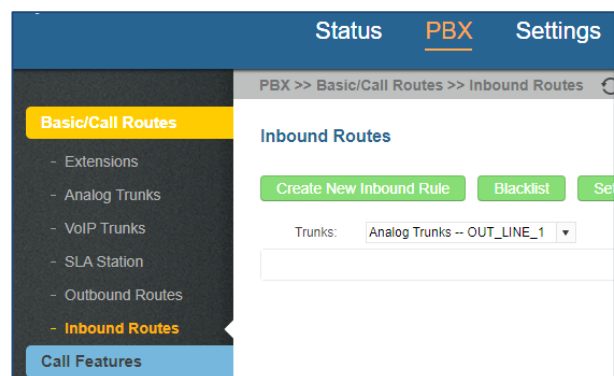 Status PBX Settings
PBX >> Basic/Call Routes >> Inbound Routes
Basic/Call Routes
- Extensions
- Analog Trunks
- VoIP Trunks
- SLA Station
- Outbound Routes
- Inbound Routes
Call Features
Inbound Routes
Create New Inbound Rule Blacklist
Trunks: Analog Trunks -- OUT_LINE_1